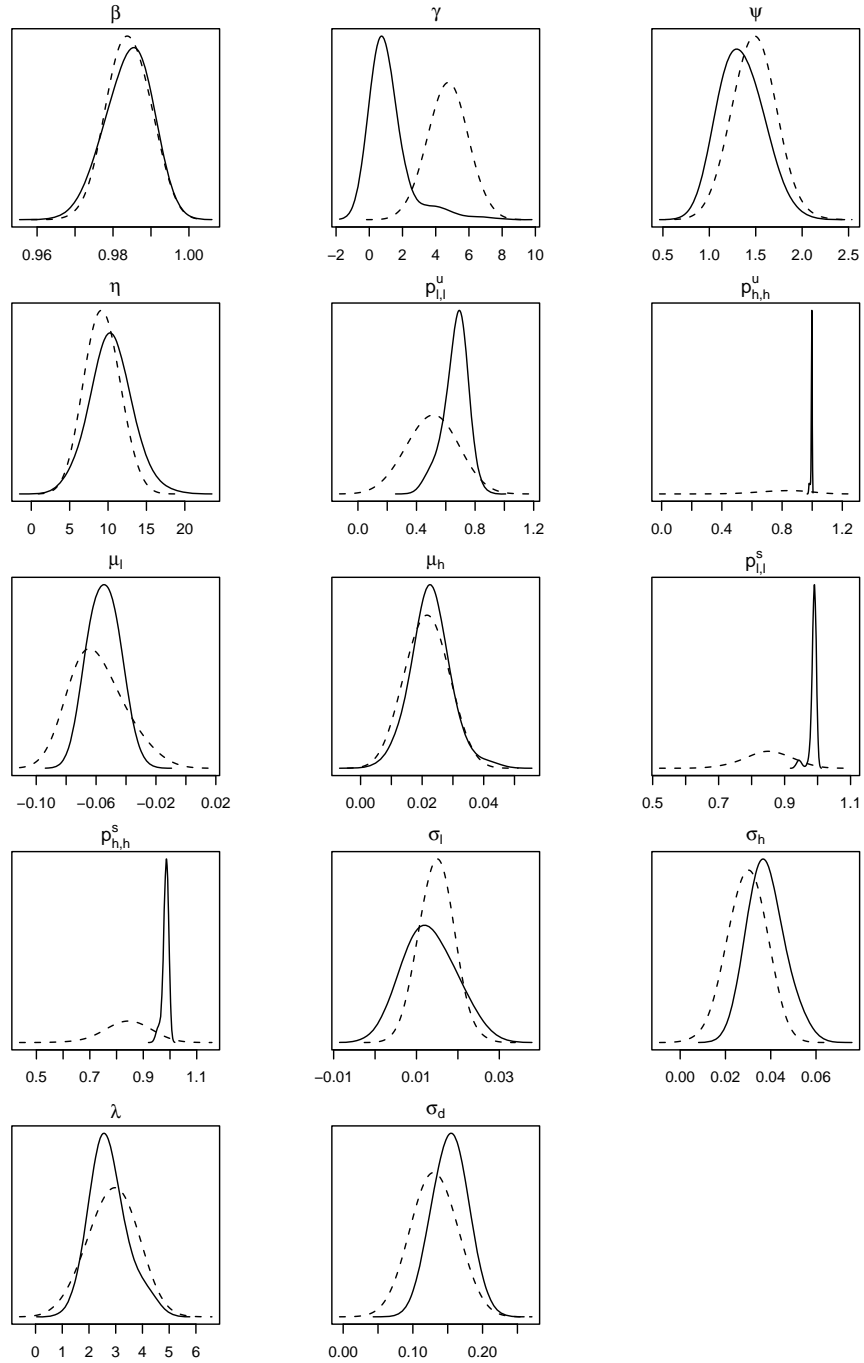 β γ ψ
0.96 0.98 1.00 −2 0 2 4 6 8 10 0.5 1.0 1.5 2.0 2.5
η p_{l,l}^u p_{h,h}^u
0 5 10 15 20 0.0 0.4 0.8 1.2 0.0 0.4 0.8 1.2
μ_l μ_h p_{l,l}^s
−0.10 −0.06 −0.02 0.02 0.00 0.02 0.04 0.5 0.7 0.9 1.1
p_{h,h}^s σ_l σ_h
0.5 0.7 0.9 1.1 −0.01 0.01 0.03 0.00 0.02 0.04 0.06
λ σ_d
0 1 2 3 4 5 6 0.00 0.10 0.20